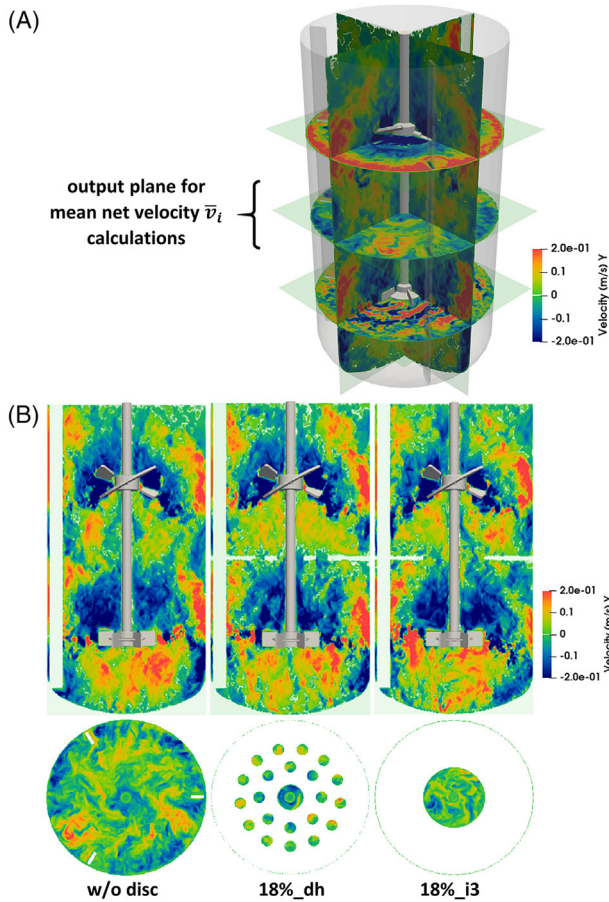 (A)
output plane for
mean net velocity v̅ᵢ
calculations
2.0e-01
0.1
0
-0.1
-2.0e-01
Velocity (m/s) Y
(B)
2.0e-01
0.1
0
-0.1
-2.0e-01
Velocity (m/s) Y
w/o disc
18%_dh
18%_i3